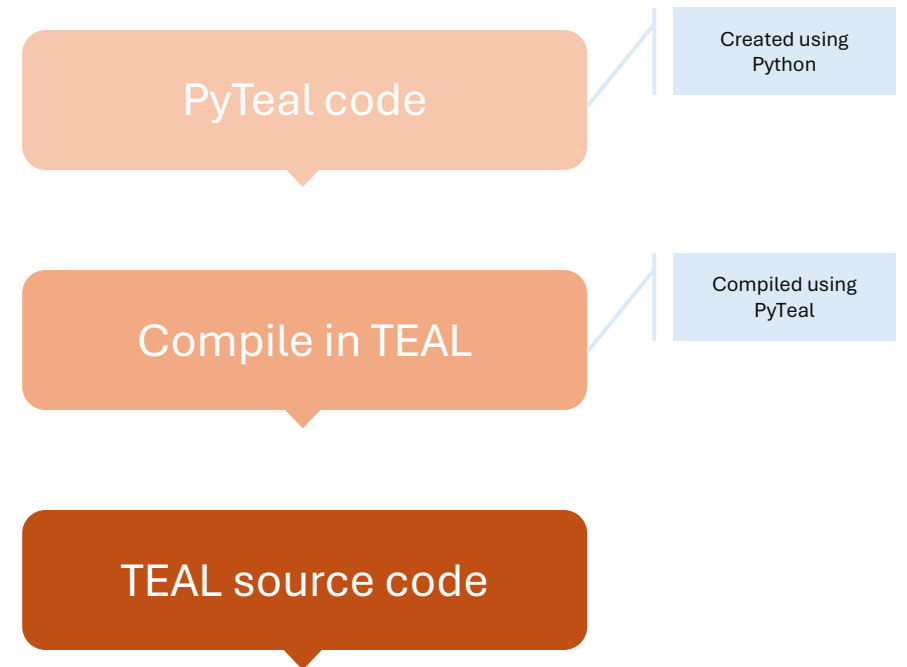 PyTeal code
Created using
Python
Compile in TEAL
Compiled using
PyTeal
TEAL source code